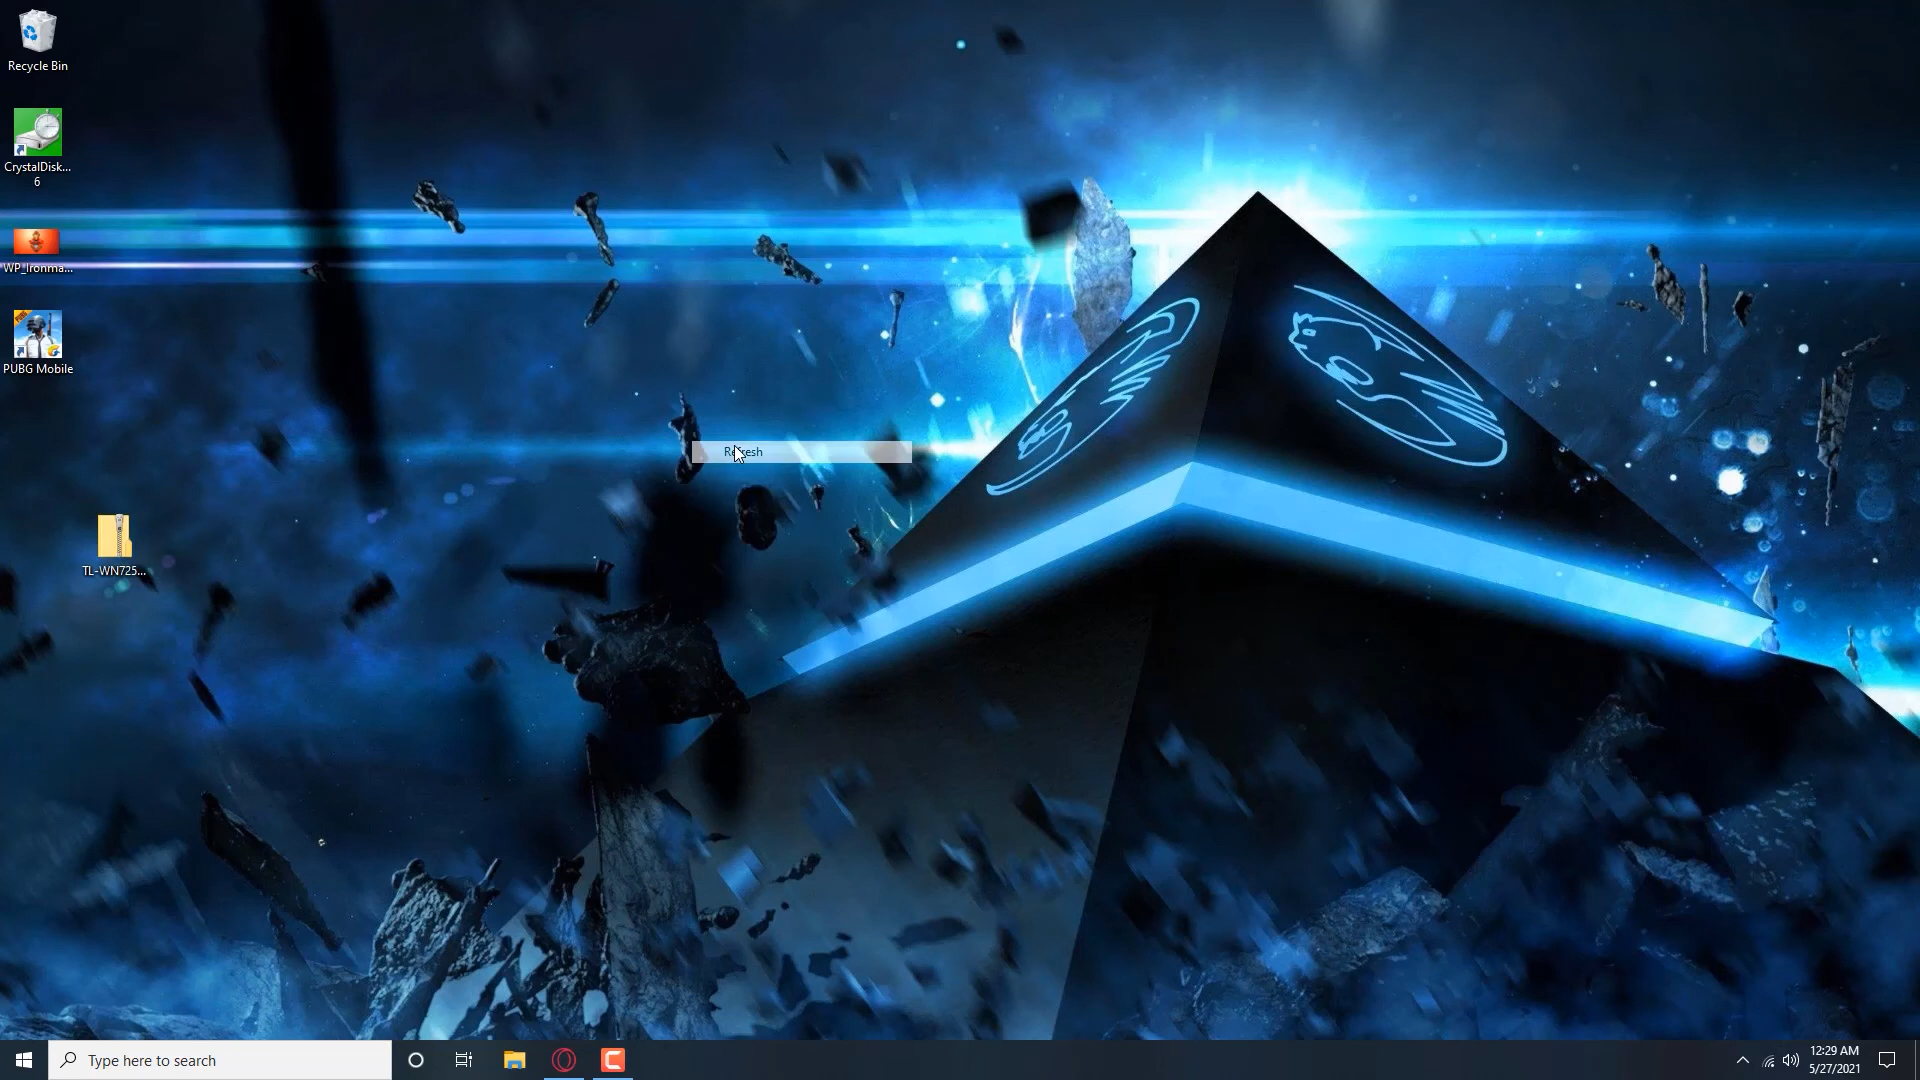 Recycle Bin
CrystalDisk...
6
WP_Ironma...
PUBG Mobile
Refresh
TL-WN725...
Type here to search
12:29 AM
5/27/2021